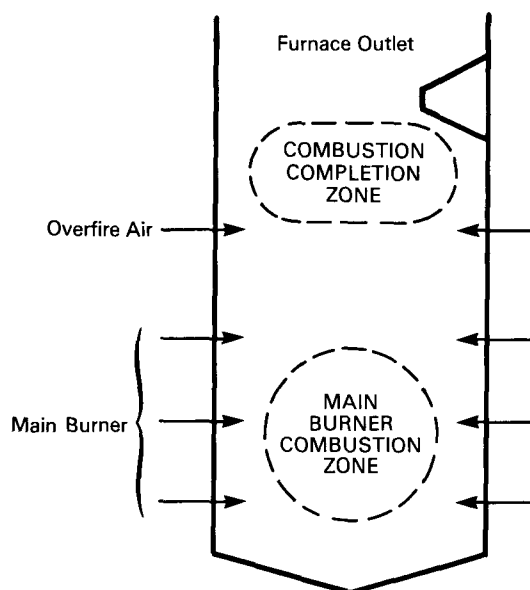 Furnace Outlet
COMBUSTION
COMPLETION
ZONE
Overfire Air
Main Burner
MAIN
BURNER
COMBUSTION
ZONE